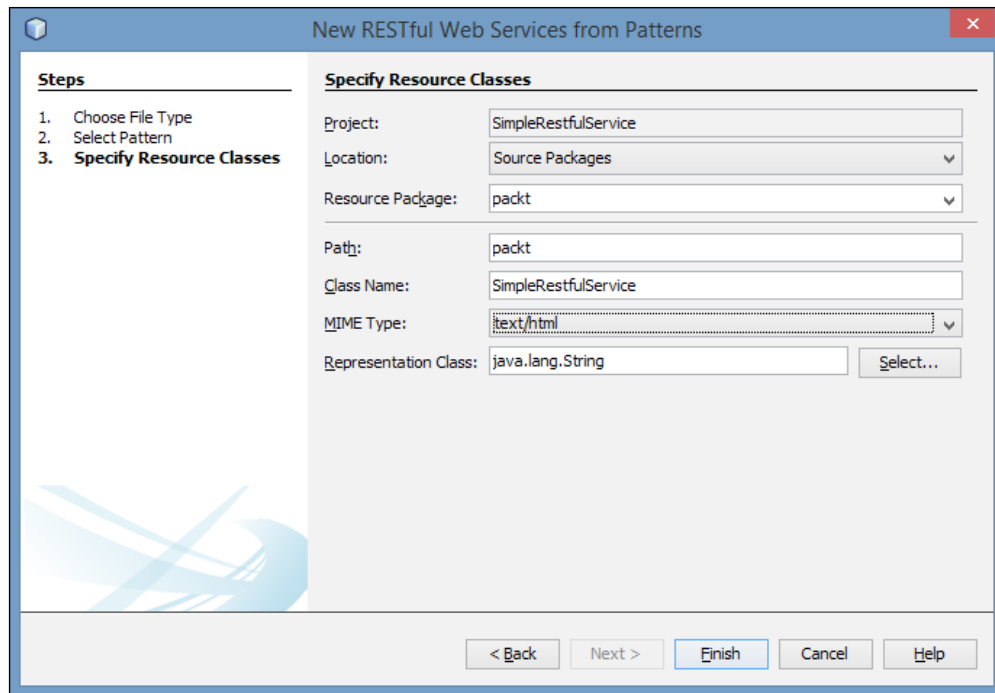 New RESTful Web Services from Patterns
Steps
1. Choose File Type
2. Select Pattern
3. Specify Resource Classes
Specify Resource Classes
Project: SimpleRestfulService
Location: Source Packages
Resource Package: packt
Path: packt
Class Name: SimpleRestfulService
MIME Type: text/html
Representation Class: java.lang.String Select...
< Back Next > Finish Cancel Help